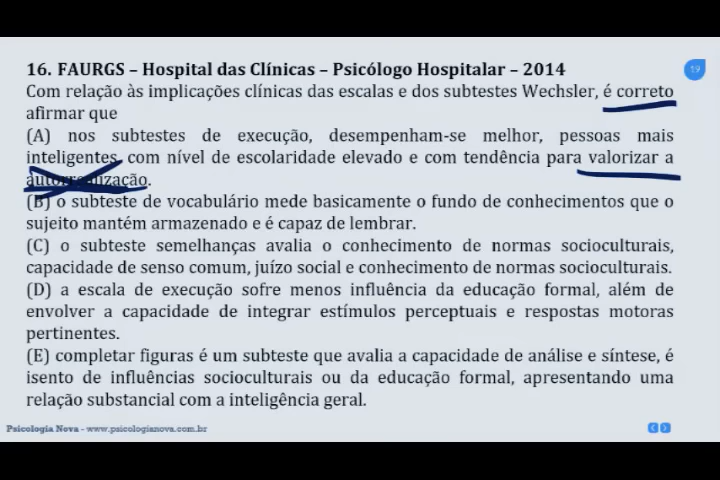 16. FAURGS – Hospital das Clínicas – Psicólogo Hospitalar – 2014
19
Com relação às implicações clínicas das escalas e dos subtestes Wechsler, é correto
afirmar que
(A) nos subtestes de execução, desempenham-se melhor, pessoas mais
inteligentes, com nível de escolaridade elevado e com tendência para valorizar a
autorrealização.
(B) o subteste de vocabulário mede basicamente o fundo de conhecimentos que o
sujeito mantém armazenado e é capaz de lembrar.
(C) o subteste semelhanças avalia o conhecimento de normas socioculturais,
capacidade de senso comum, juízo social e conhecimento de normas socioculturais.
(D) a escala de execução sofre menos influência da educação formal, além de
envolver a capacidade de integrar estímulos perceptuais e respostas motoras
pertinentes.
(E) completar figuras é um subteste que avalia a capacidade de análise e síntese, é
isento de influências socioculturais ou da educação formal, apresentando uma
relação substancial com a inteligência geral.
Psicologia Nova - www.psicologianova.com.br